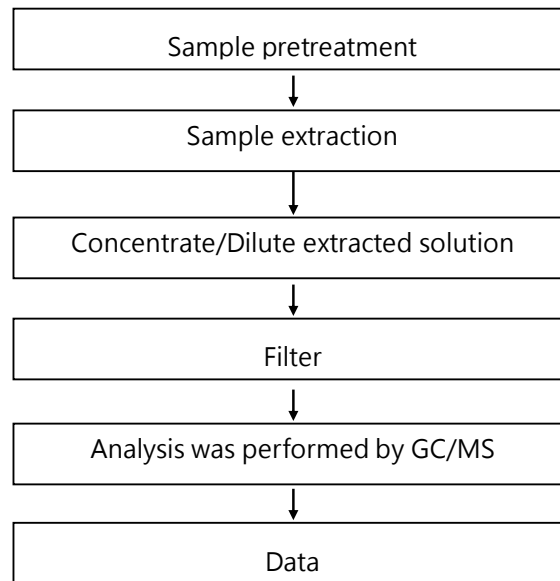 Sample pretreatment
Sample extraction
Concentrate/Dilute extracted solution
Filter
Analysis was performed by GC/MS
Data